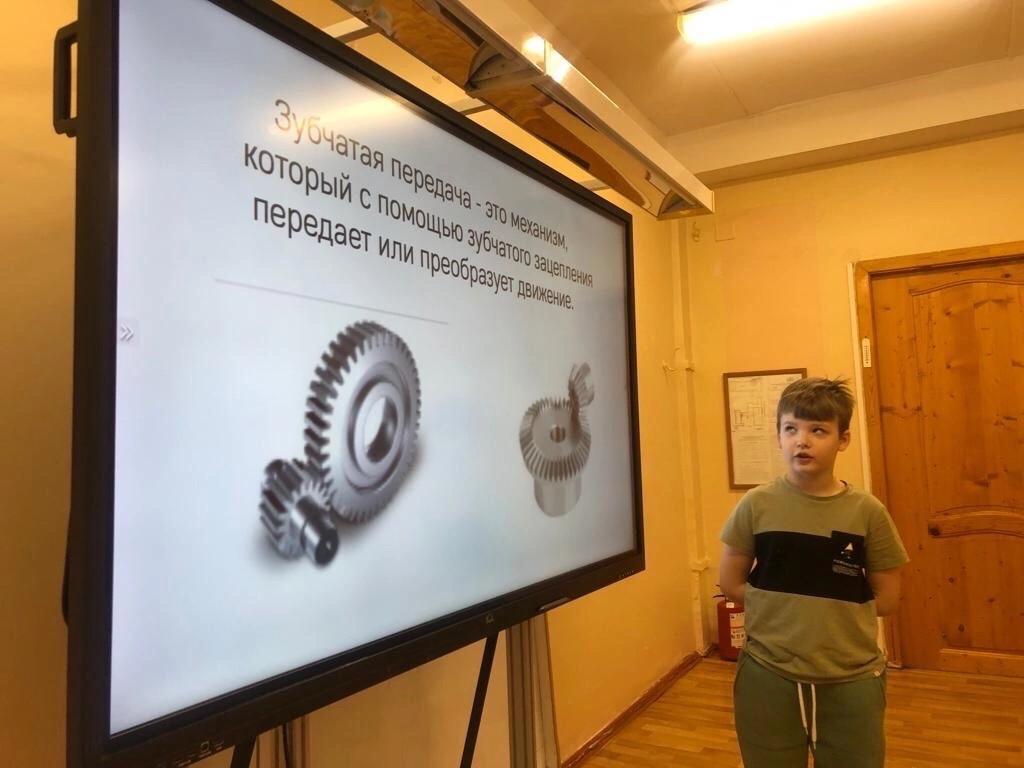 Зубчатая передача - это механизм,
который с помощью зубчатого зацепления
передает или преобразует движение.